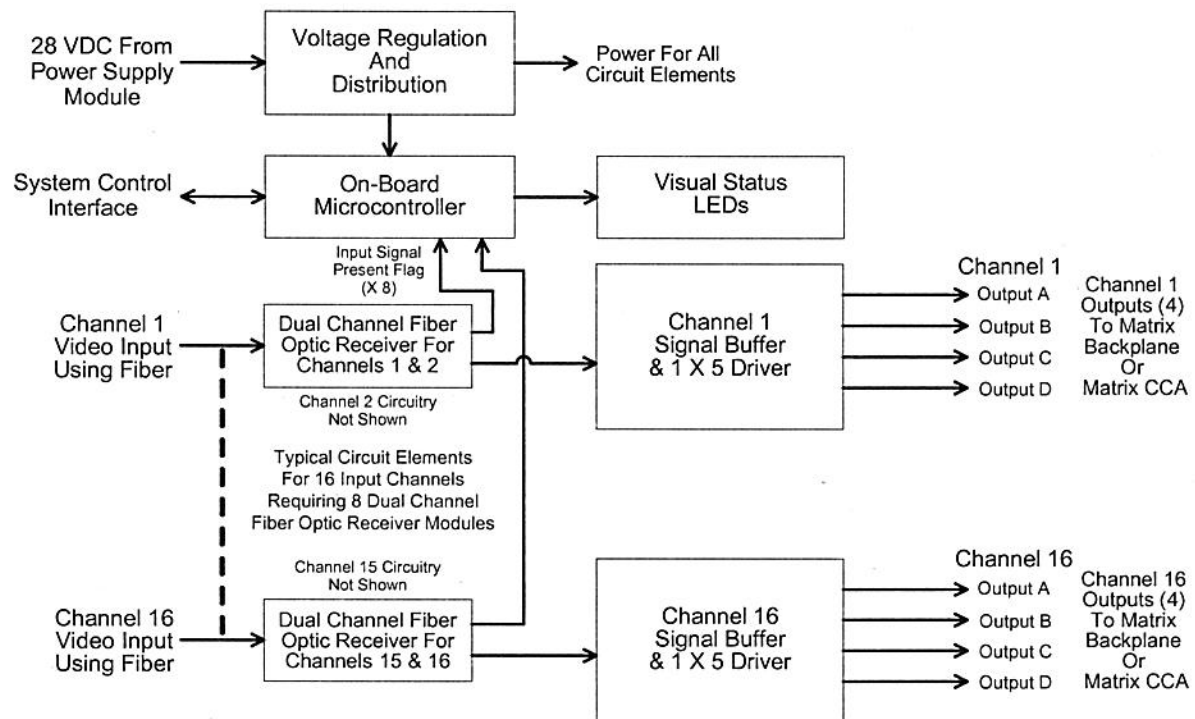 28 VDC From
Power Supply
Module
Voltage Regulation
And
Distribution
Power For All
Circuit Elements
System Control
Interface
On-Board
Microcontroller
Visual Status
LEDs
Input Signal
Present Flag
(X 8)
Channel 1
Video Input
Using Fiber
Dual Channel Fiber
Optic Receiver For
Channels 1 & 2
Channel 2 Circuitry
Not Shown
Channel 1
Signal Buffer
& 1 X 5 Driver
Channel 1
Output A
Output B
Output C
Output D
Channel 1
Outputs (4)
To Matrix
Backplane
Or
Matrix CCA
Typical Circuit Elements
For 16 Input Channels
Requiring 8 Dual Channel
Fiber Optic Receiver Modules
Channel 15 Circuitry
Not Shown
Channel 16
Video Input
Using Fiber
Dual Channel Fiber
Optic Receiver For
Channels 15 & 16
Channel 16
Signal Buffer
& 1 X 5 Driver
Channel 16
Output A
Output B
Output C
Output D
Channel 16
Outputs (4)
To Matrix
Backplane
Or
Matrix CCA